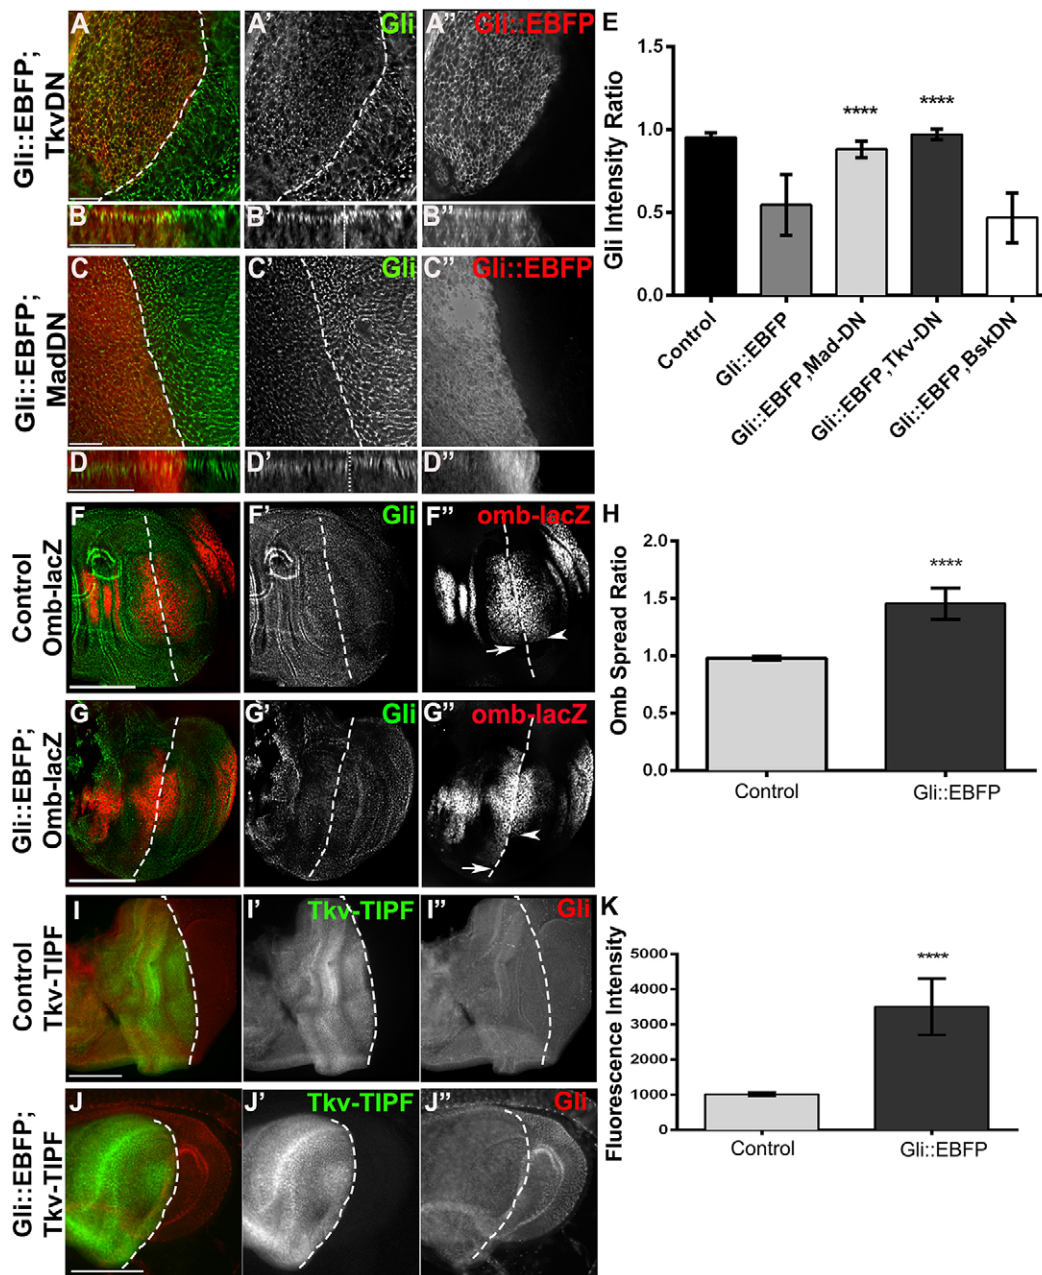 Gli::EBFP;
TkvDN
A
A' Gli
A" Gli::EBFP
B
B'
B"
Gli::EBFP;
MadDN
C
C' Gli
C" Gli::EBFP
D
D'
D"
E
Gli Intensity Ratio
1.5
1.0
0.5
0.0
**** ****
Control
Gli::EBFP
Gli::EBFP,Mad-DN
Gli::EBFP,Tkv-DN
Gli::EBFP,BskDN
Control
Omb-lacZ
F
F' Gli
F" omb-lacZ
Gli::EBFP;
Omb-lacZ
G
G' Gli
G" omb-lacZ
H
Omb Spread Ratio
2.0
1.5
1.0
0.5
0.0
****
Control
Gli::EBFP
Control
Tkv-TIPF
I
I' Tkv-TIPF
I" Gli
Gli::EBFP;
Tkv-TIPF
J
J' Tkv-TIPF
J" Gli
K
Fluorescence Intensity
5000
4000
3000
2000
1000
0
****
Control
Gli::EBFP